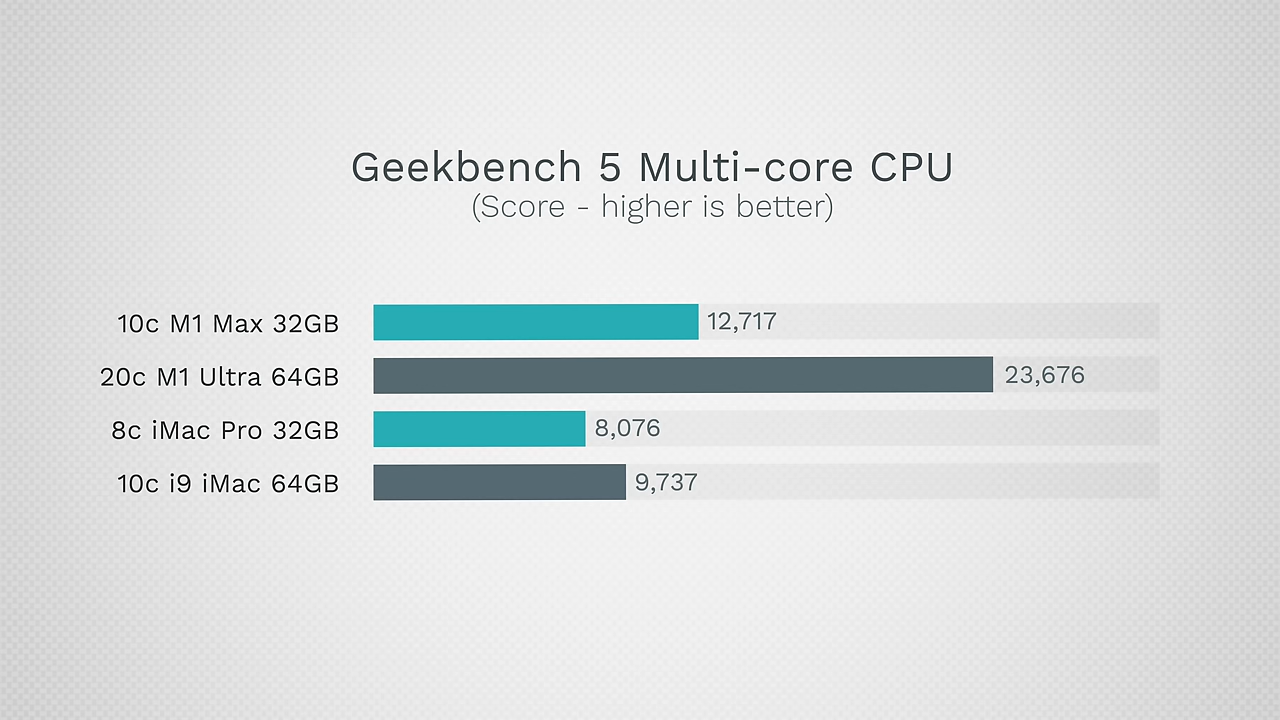 Geekbench 5 Multi-core CPU
(Score - higher is better)
10c M1 Max 32GB 12,717
20c M1 Ultra 64GB 23,676
8c iMac Pro 32GB 8,076
10c i9 iMac 64GB 9,737